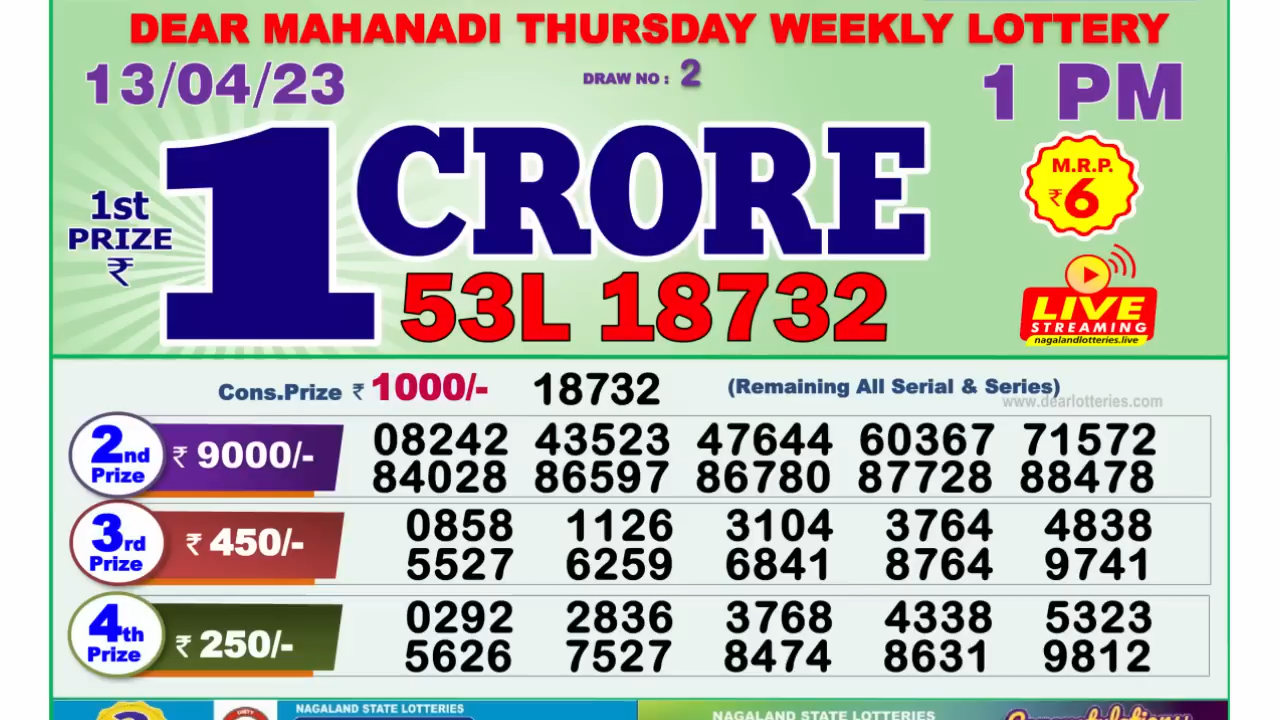 DEAR MAHANADI THURSDAY WEEKLY LOTTERY
13/04/23
DRAW NO : 2
1 PM
1st
PRIZE
₹
1 CRORE
53L 18732
M.R.P.
₹6
LIVE
STREAMING
nagalandlotteries.live
Cons.Prize ₹ 1000/- 18732 (Remaining All Serial & Series)
www.dearlotteries.com
2nd Prize ₹ 9000/-
08242 43523 47644 60367 71572
84028 86597 86780 87728 88478
3rd Prize ₹ 450/-
0858 1126 3104 3764 4838
5527 6259 6841 8764 9741
4th Prize ₹ 250/-
0292 2836 3768 4338 5323
5626 7527 8474 8631 9812
NAGALAND STATE LOTTERIES
NAGALAND STATE LOTTERIES